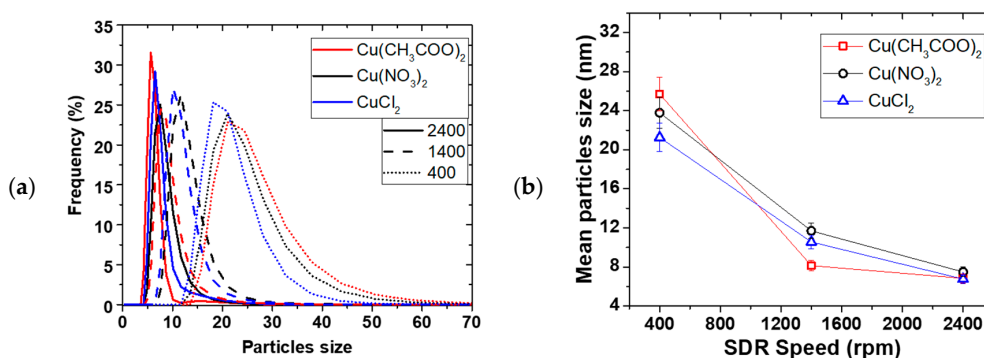 (a)
Frequency (%)
35
30
25
20
15
10
5
0
0 10 20 30 40 50 60 70
Particles size
Cu(CH₃COO)₂
Cu(NO₃)₂
CuCl₂
2400
1400
400
(b)
Mean particles size (nm)
32
28
24
20
16
12
8
4
400 800 1200 1600 2000 2400
SDR Speed (rpm)
Cu(CH₃COO)₂
Cu(NO₃)₂
CuCl₂